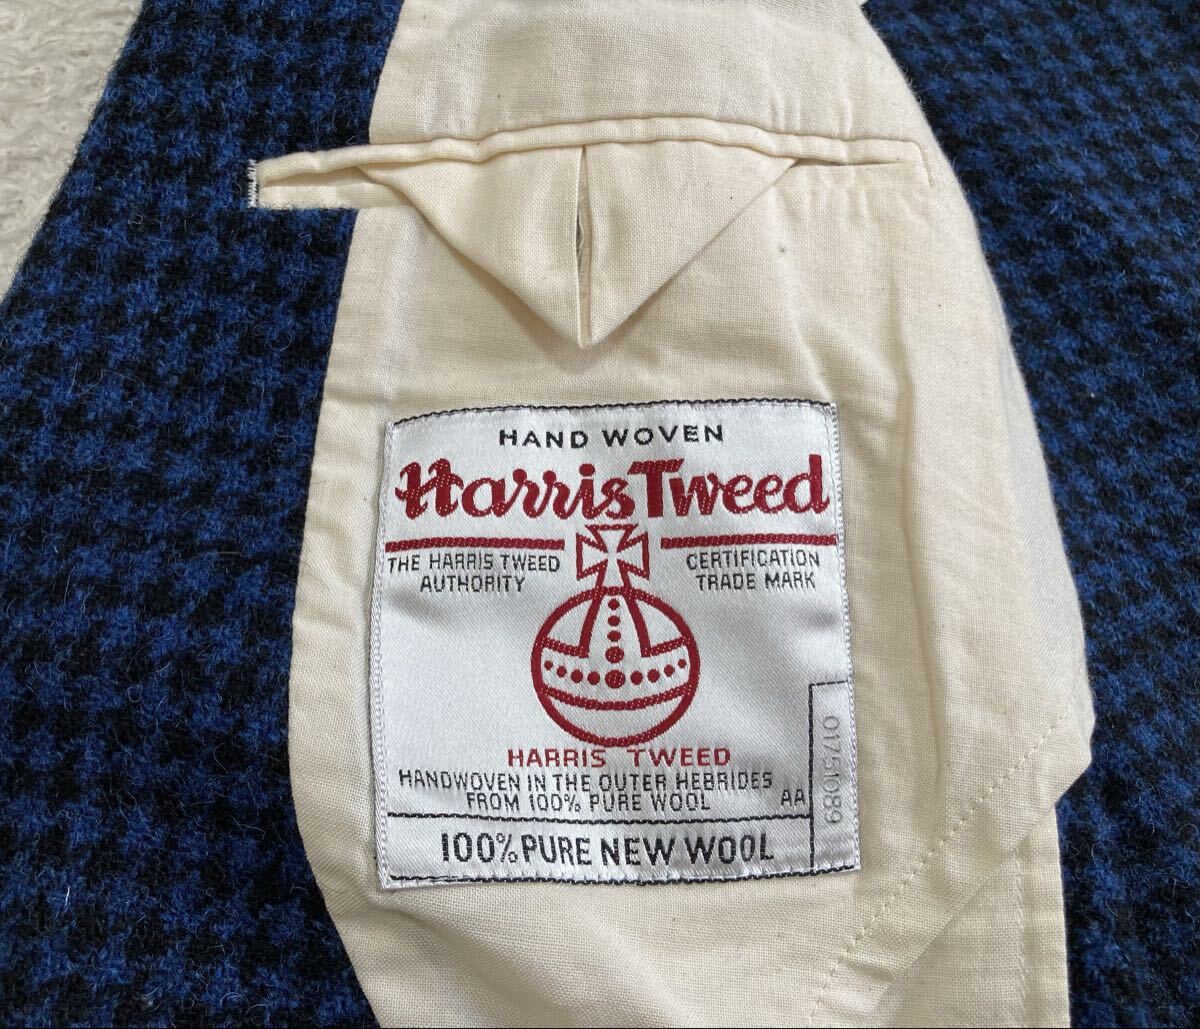 HAND WOVEN
Harris Tweed
THE HARRIS TWEED
AUTHORITY
CERTIFICATION
TRADE MARK
HARRIS TWEED
HANDWOVEN IN THE OUTER HEBRIDES
FROM 100% PURE WOOL
AA
01751089
100% PURE NEW WOOL